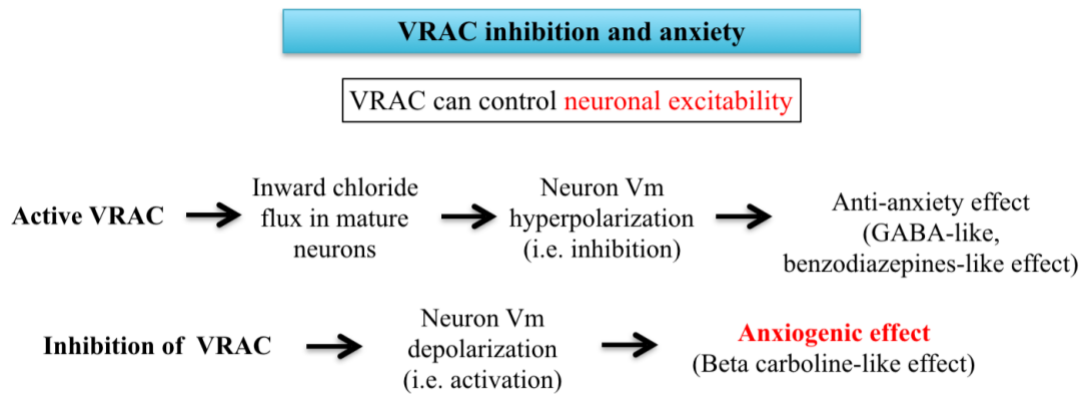 VRAC inhibition and anxiety
VRAC can control neuronal excitability
Active VRAC
Inward chloride
flux in mature
neurons
Neuron Vm
hyperpolarization
(i.e. inhibition)
Anti-anxiety effect
(GABA-like,
benzodiazepines-like effect)
Inhibition of VRAC
Neuron Vm
depolarization
(i.e. activation)
Anxiogenic effect
(Beta carboline-like effect)